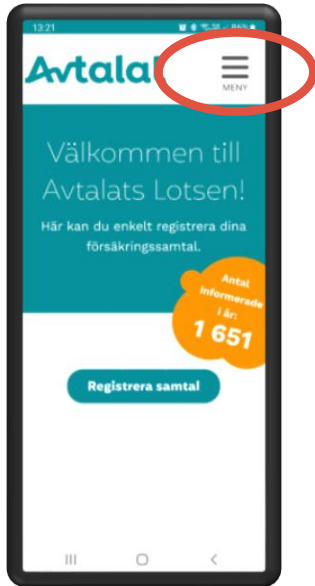 13:21
84%
Avtalat
MENY
Välkommen till
Avtalats Lotsen!
Här kan du enkelt registrera dina
försäkringssamtal.
Antal
informerade
i år:
1 651
Registrera samtal